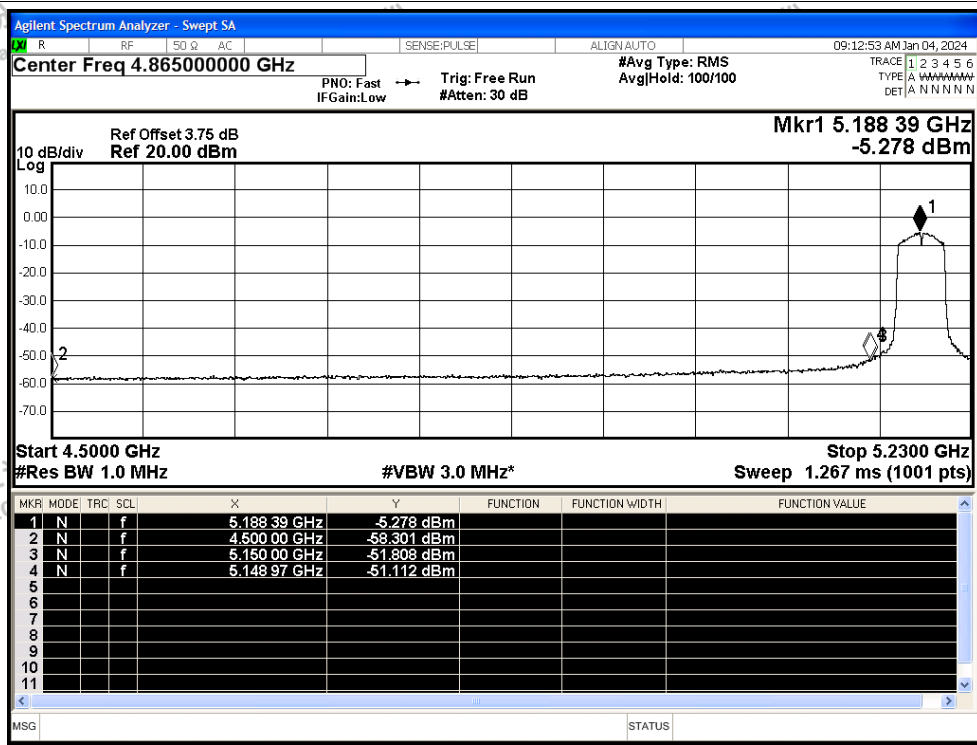 Agilent Spectrum Analyzer - Swept SA
LXI R RF 50 Ω AC SENSE:PULSE ALIGN AUTO 09:12:53 AM Jan 04, 2024
Center Freq 4.865000000 GHz
PNO: Fast
IFGain:Low
Trig: Free Run
#Atten: 30 dB
#Avg Type: RMS
Avg|Hold: 100/100
TRACE 1 2 3 4 5 6
TYPE A WWWWW
DET A N N N N N
Ref Offset 3.75 dB
Ref 20.00 dBm
10 dB/div
Log
Mkr1 5.188 39 GHz
-5.278 dBm
10.0
0.00
-10.0
-20.0
-30.0
-40.0
-50.0
-60.0
-70.0
1
2
Start 4.5000 GHz Stop 5.2300 GHz
#Res BW 1.0 MHz #VBW 3.0 MHz* Sweep 1.267 ms (1001 pts)
MKR MODE TRC SCL X Y FUNCTION FUNCTION WIDTH FUNCTION VALUE
1 N f 5.188 39 GHz -5.278 dBm
2 N f 4.500 00 GHz -58.301 dBm
3 N f 5.150 00 GHz -51.808 dBm
4 N f 5.148 97 GHz -51.112 dBm
5
6
7
8
9
10
11
MSG STATUS